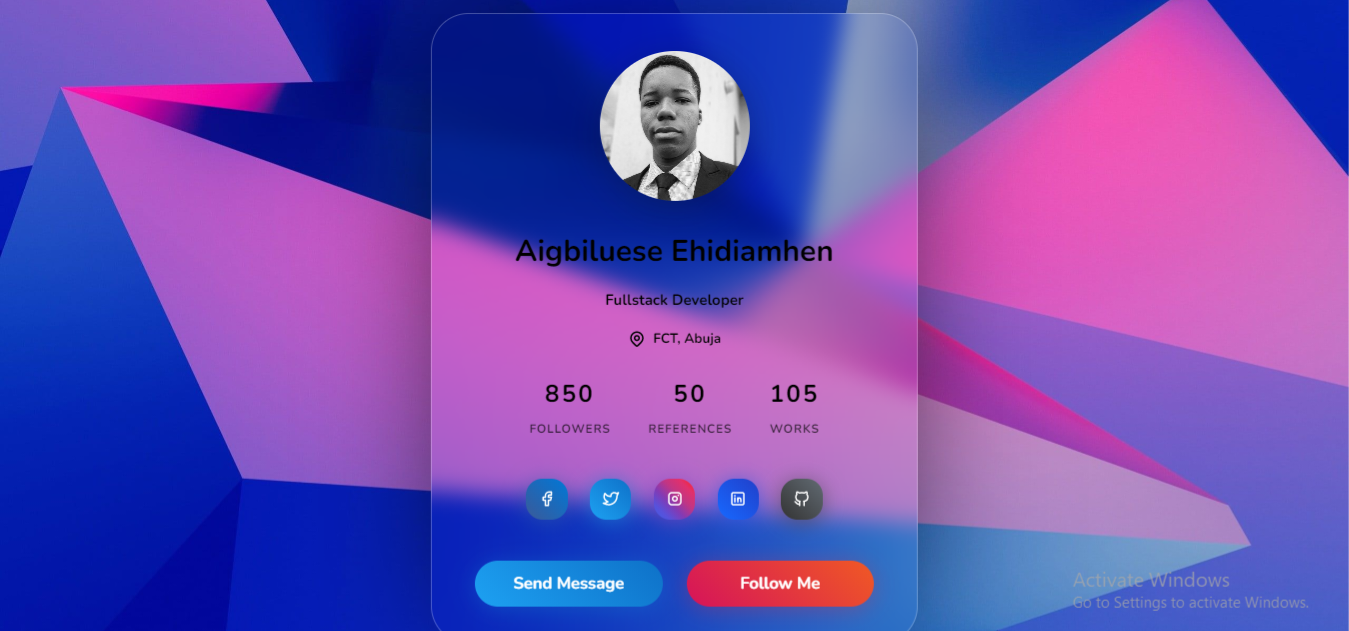 Aigbiluese Ehidiamhen
Fullstack Developer
FCT, Abuja
850 50 105
FOLLOWERS REFERENCES WORKS
in
Send Message Follow Me
Activate Windows
Go to Settings to activate Windows.